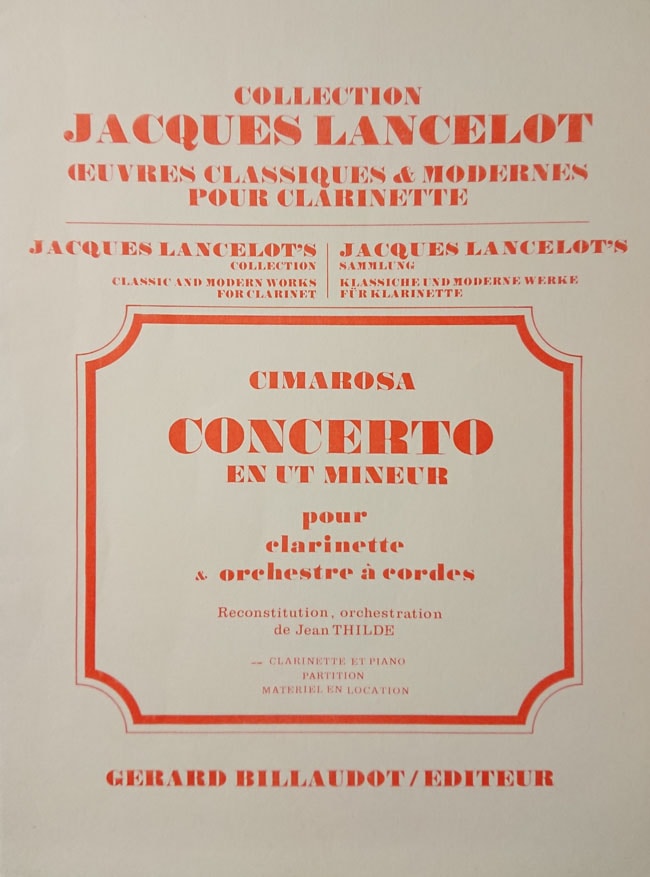 COLLECTION
JACQUES LANCELOT
ŒUVRES CLASSIQUES & MODERNES
POUR CLARINETTE
JACQUES LANCELOT'S
COLLECTION
CLASSIC AND MODERN WORKS
FOR CLARINET
JACQUES LANCELOT'S
SAMMLUNG
KLASSICHE UND MODERNE WERKE
FÜR KLARINETTE
CIMAROSA
CONCERTO
EN UT MINEUR
pour
clarinette
& orchestre à cordes
Reconstitution, orchestration
de Jean THILDE
CLARINETTE ET PIANO
PARTITION
MATERIEL EN LOCATION
GERARD BILLAUDOT / EDITEUR